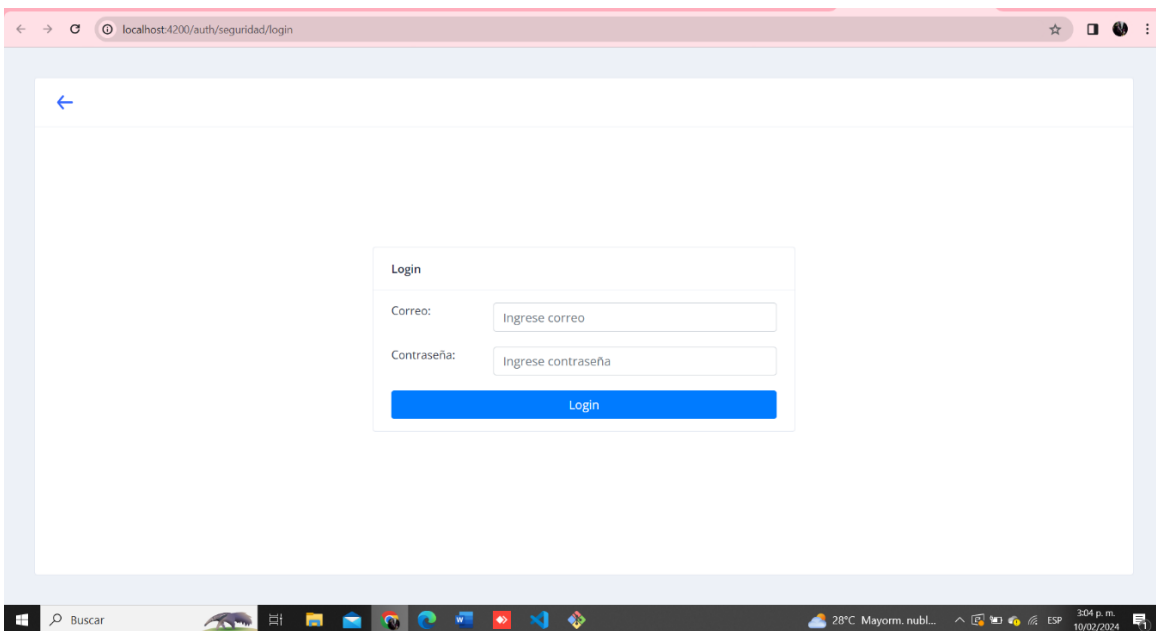 localhost:4200/auth/seguridad/login
Login
Correo:
Ingrese correo
Contraseña:
Ingrese contraseña
Login
Buscar
28°C Mayorm. nubl...
ESP
3:04 p. m.
10/02/2024
1